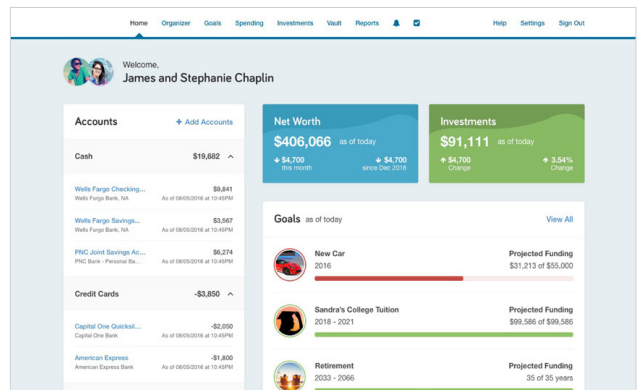 Home Organizer Goals Spending Investments Vault Reports Help Settings Sign Out
Welcome,
James and Stephanie Chaplin
Accounts + Add Accounts
Cash $19,682
Wells Fargo Checking... $9,841
Wells Fargo Bank, NA As of 08/05/2016 at 10:45PM
Wells Fargo Savings... $3,567
Wells Fargo Bank, NA As of 08/05/2016 at 10:45PM
PNC Joint Savings Ac... $6,274
PNC Bank - Personal Ba... As of 08/05/2016 at 10:45PM
Credit Cards -$3,850
Capital One Quicksil... -$2,050
Capital One Bank As of 08/05/2016 at 10:45PM
American Express -$1,800
American Express Bank As of 08/05/2016 at 10:45PM
Net Worth
$406,066 as of today
$4,700 $4,700
this month since Dec 2016
Investments
$91,111 as of today
$4,700 3.54%
Change Change
Goals as of today View All
New Car Projected Funding
2016 $31,213 of $55,000
Sandra's College Tuition Projected Funding
2018 - 2021 $99,586 of $99,586
Retirement Projected Funding
2033 - 2066 35 of 35 years